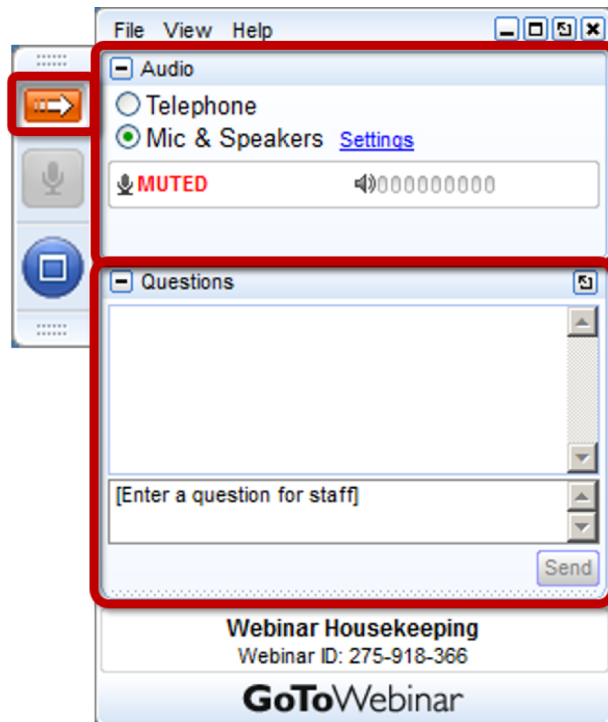 File View Help
Audio
Telephone
Mic & Speakers Settings
MUTED 000000000
Questions
[Enter a question for staff]
Send
Webinar Housekeeping
Webinar ID: 275-918-366
GoToWebinar